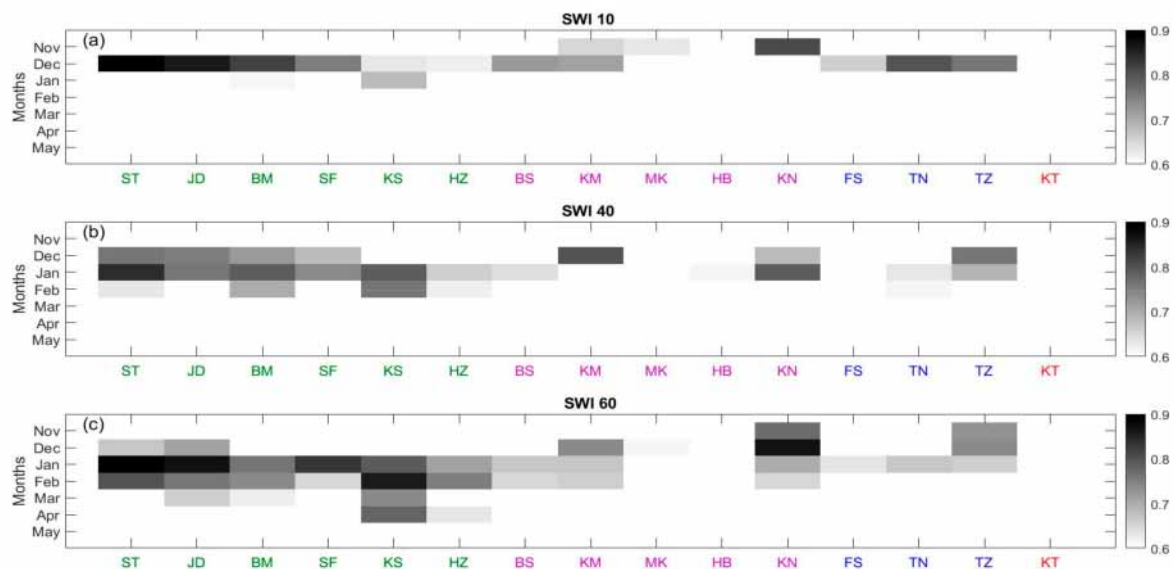 SWI 10
(a)
Nov
Dec
Jan
Feb
Mar
Apr
May
Months
ST JD BM SF KS HZ BS KM MK HB KN FS TN TZ KT
0.9
0.8
0.7
0.6
SWI 40
(b)
Nov
Dec
Jan
Feb
Mar
Apr
May
Months
ST JD BM SF KS HZ BS KM MK HB KN FS TN TZ KT
0.9
0.8
0.7
0.6
SWI 60
(c)
Nov
Dec
Jan
Feb
Mar
Apr
May
Months
ST JD BM SF KS HZ BS KM MK HB KN FS TN TZ KT
0.9
0.8
0.7
0.6